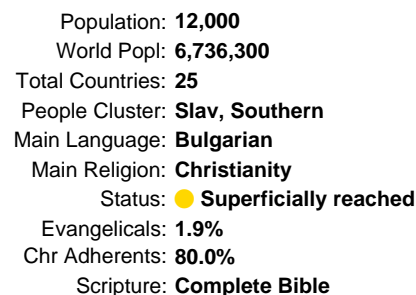 Population: 12,000
World Popl: 6,736,300
Total Countries: 25
People Cluster: Slav, Southern
Main Language: Bulgarian
Main Religion: Christianity
Status: Superficially reached
Evangelicals: 1.9%
Chr Adherents: 80.0%
Scripture: Complete Bible